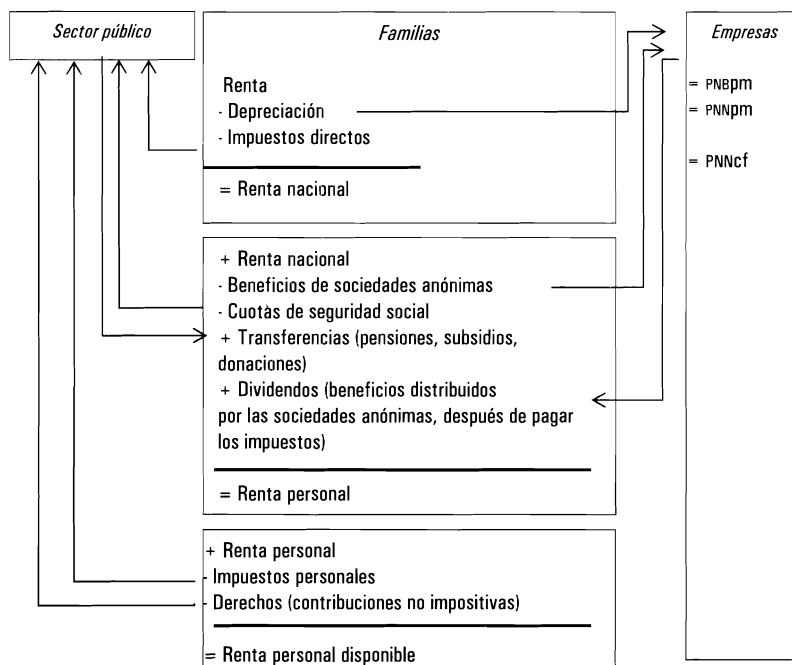 Sector público
Familias
Empresas
Renta
- Depreciación
- Impuestos directos
= Renta nacional
= PNBpm
= PNNpm
= PNNcf
+ Renta nacional
- Beneficios de sociedades anónimas
- Cuotàs de seguridad social
+ Transferencias (pensiones, subsidios,
donaciones)
+ Dividendos (beneficios distribuidos
por las sociedades anónimas, después de pagar
los impuestos)
= Renta personal
+ Renta personal
- Impuestos personales
- Derechos (contribuciones no impositivas)
= Renta personal disponible